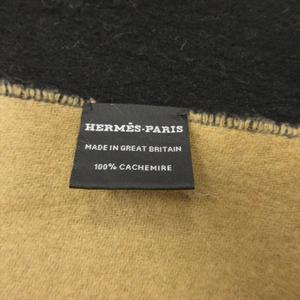 HERMÈS-PARIS
MADE IN GREAT BRITAIN
100% CACHEMIRE